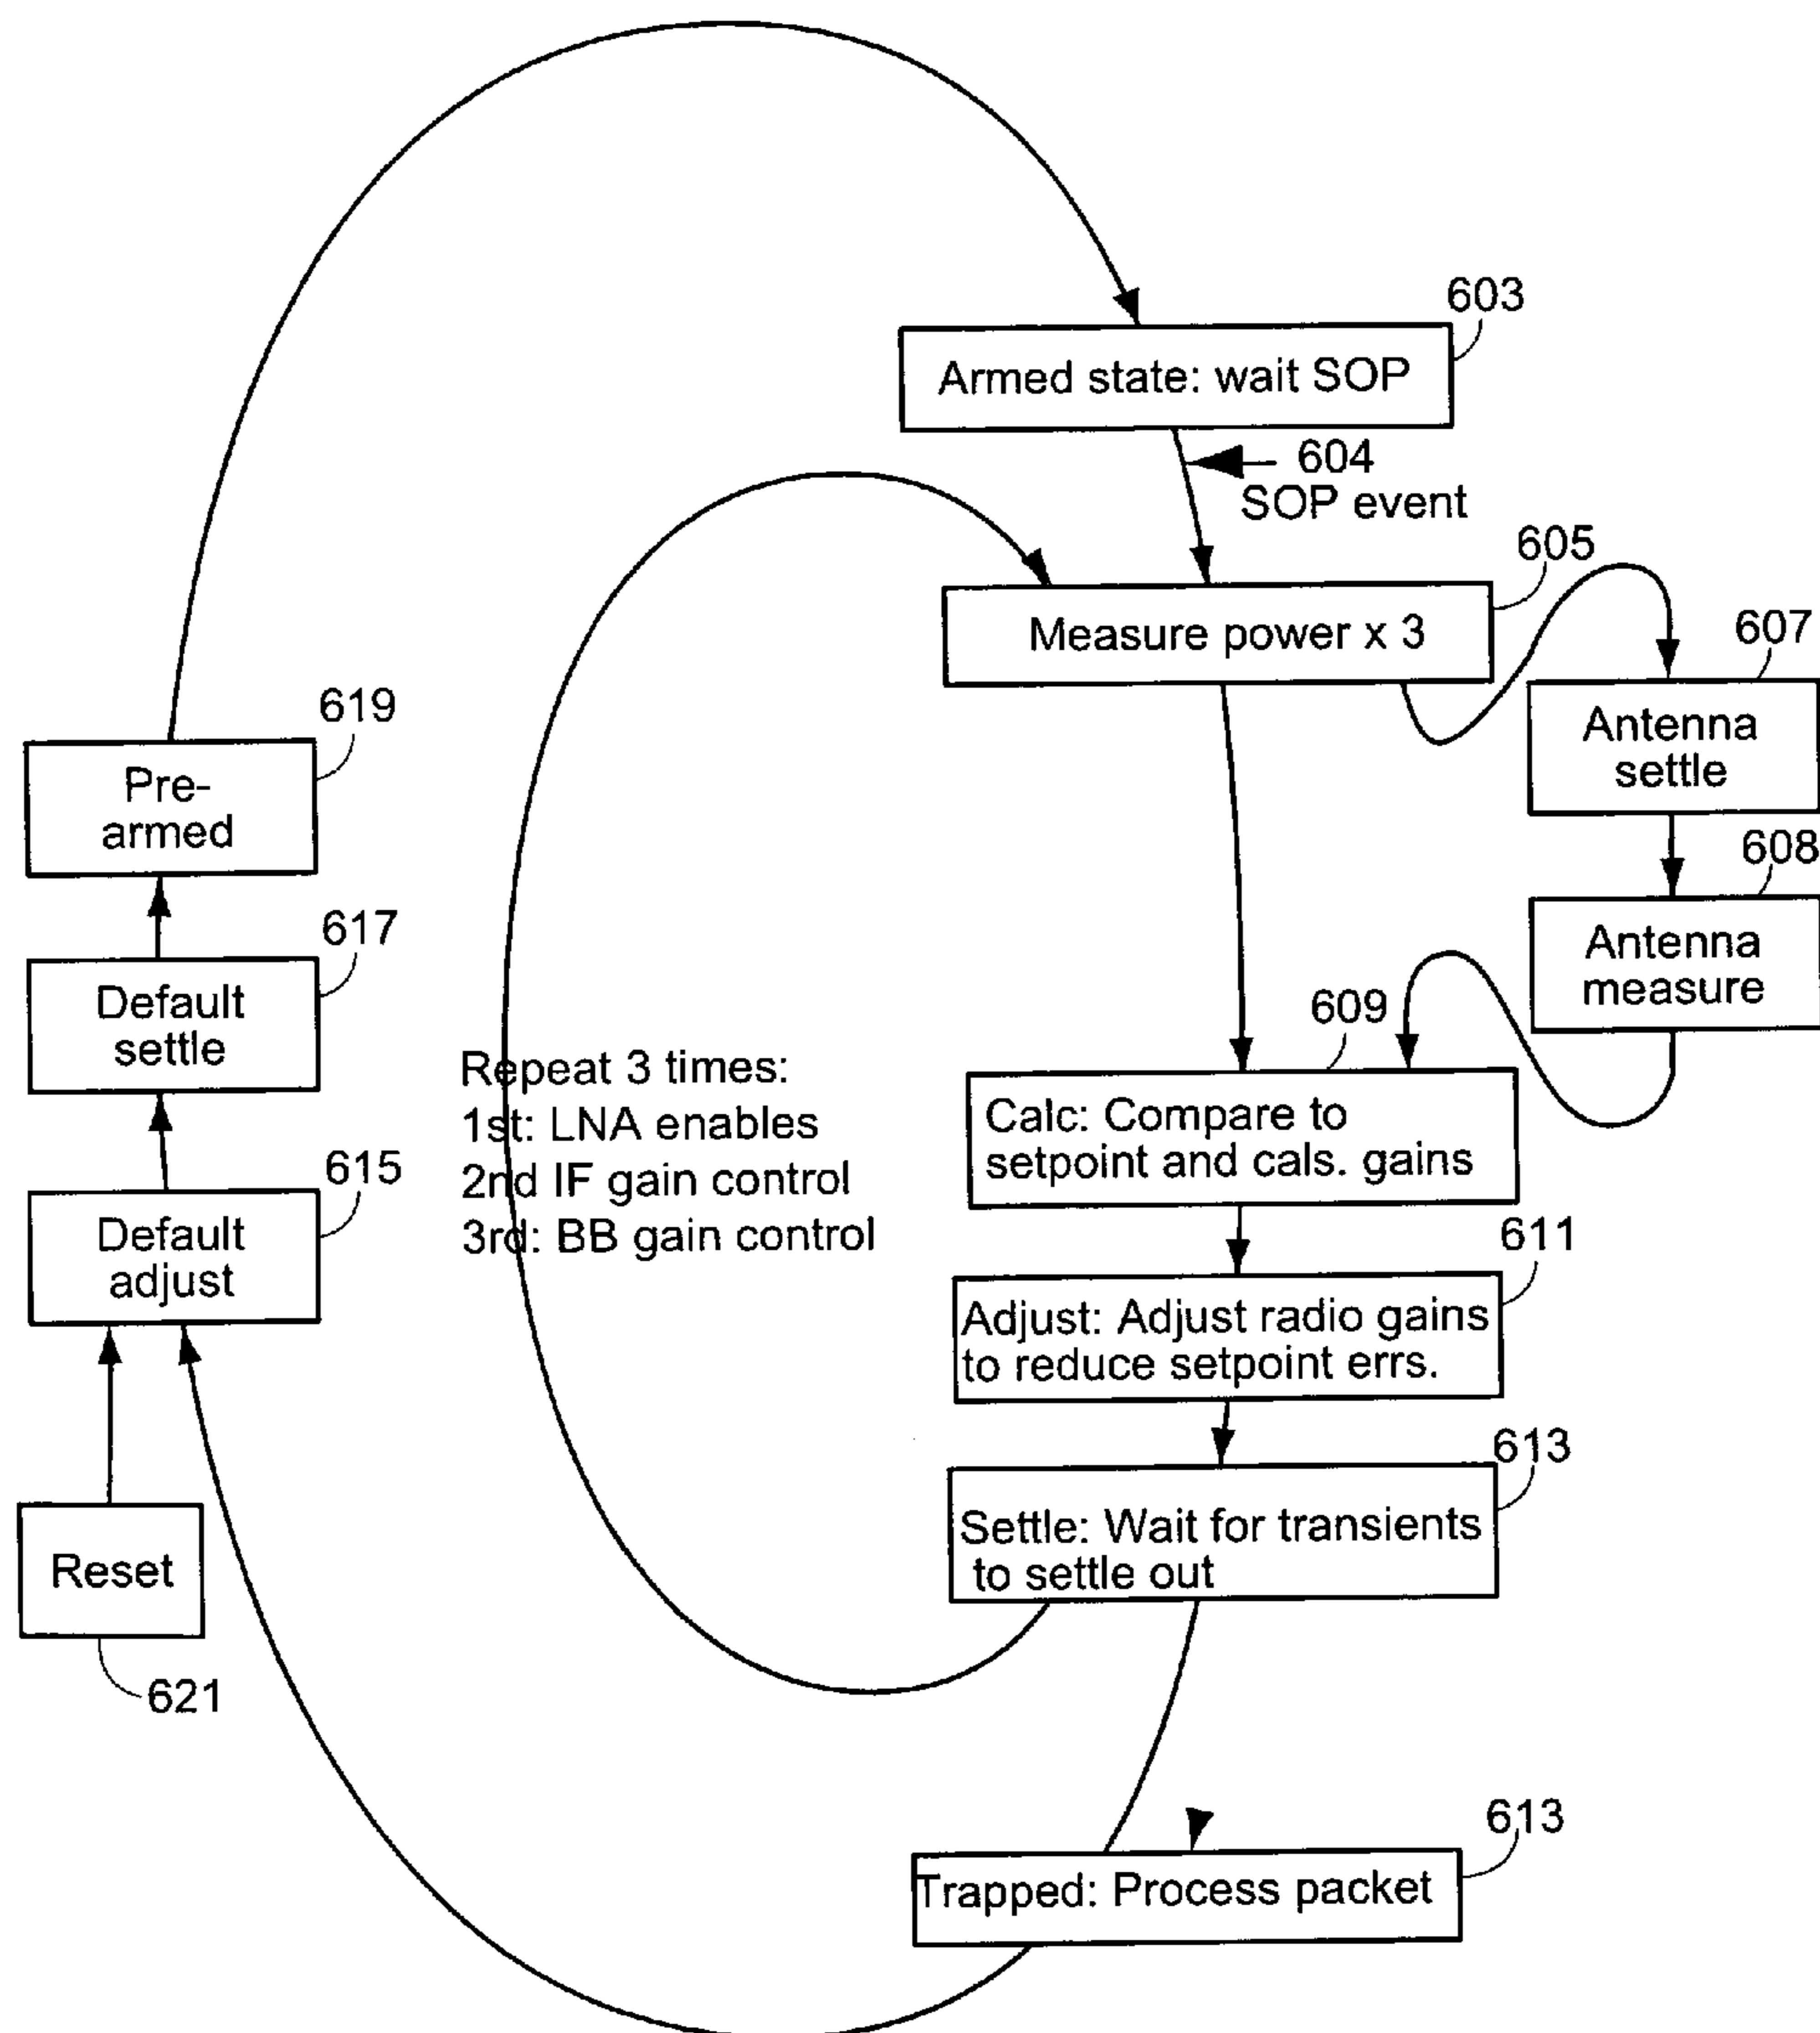 603
Armed state: wait SOP
604
SOP event
605
Measure power x 3
607
Antenna
settle
608
Antenna
measure
619
Pre-
armed
617
Default
settle
615
Default
adjust
Reset
621
Repeat 3 times:
1st: LNA enables
2nd IF gain control
3rd: BB gain control
609
Calc: Compare to
setpoint and cals. gains
611
Adjust: Adjust radio gains
to reduce setpoint errs.
613
Settle: Wait for transients
to settle out
613
Trapped: Process packet